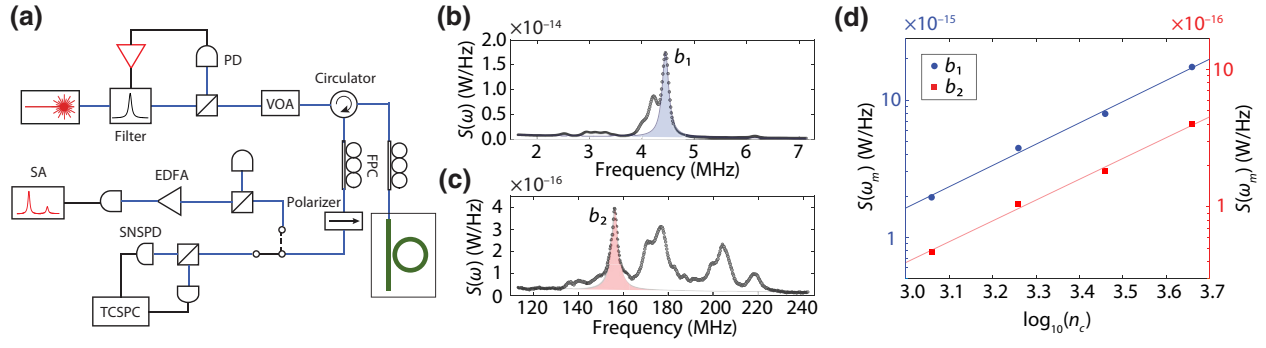 (a)
PD
Circulator
VOA
Filter
FPC
SA
EDFA
Polarizer
SNSPD
TCSPC
(b)
×10⁻¹⁴
2.0
1.5
1.0
0.5
0.0
S(ω) (W/Hz)
b₁
2 3 4 5 6 7
Frequency (MHz)
(c)
×10⁻¹⁶
4
3
2
1
0
S(ω) (W/Hz)
b₂
120 140 160 180 200 220 240
Frequency (MHz)
(d)
×10⁻¹⁵
×10⁻¹⁶
b₁
b₂
10
1
S(ωₘ) (W/Hz)
10
1
S(ωₘ) (W/Hz)
3.0 3.1 3.2 3.3 3.4 3.5 3.6 3.7
log₁₀(n_c)